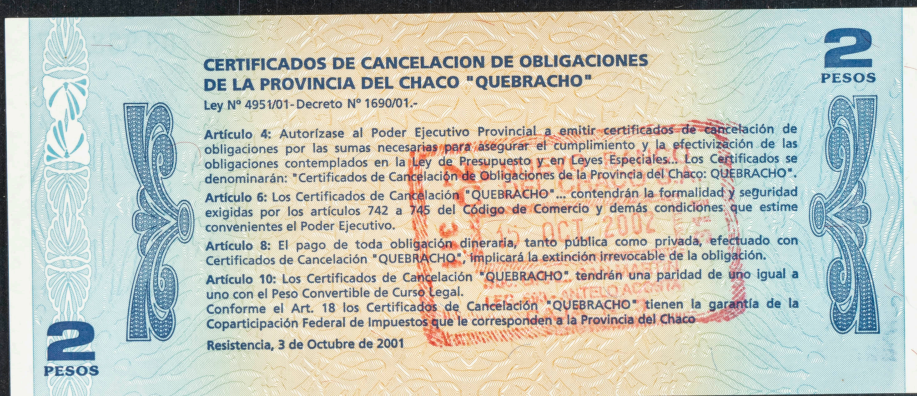 2
PESOS
CERTIFICADOS DE CANCELACION DE OBLIGACIONES
DE LA PROVINCIA DEL CHACO "QUEBRACHO"
Ley Nº 4951/01-Decreto Nº 1690/01.-
Artículo 4: Autorízase al Poder Ejecutivo Provincial a emitir certificados de cancelación de
obligaciones por las sumas necesarias para asegurar el cumplimiento y la efectivización de las
obligaciones contemplados en la Ley de Presupuesto y en Leyes Especiales... Los Certificados se
denominarán: "Certificados de Cancelación de Obligaciones de la Provincia del Chaco: QUEBRACHO".
Artículo 6: Los Certificados de Cancelación "QUEBRACHO"... contendrán la formalidad y seguridad
exigidas por los artículos 742 a 745 del Código de Comercio y demás condiciones que estime
convenientes el Poder Ejecutivo.
Artículo 8: El pago de toda obligación dineraria, tanto pública como privada, efectuado con
Certificados de Cancelación "QUEBRACHO", implicará la extinción irrevocable de la obligación.
Artículo 10: Los Certificados de Cancelación "QUEBRACHO" tendrán una paridad de uno igual a
uno con el Peso Convertible de Curso Legal.
Conforme el Art. 18 los Certificados de Cancelación "QUEBRACHO" tienen la garantía de la
Coparticipación Federal de Impuestos que le corresponden a la Provincia del Chaco
Resistencia, 3 de Octubre de 2001
15 OCT 2002
ACOSTA
2
PESOS